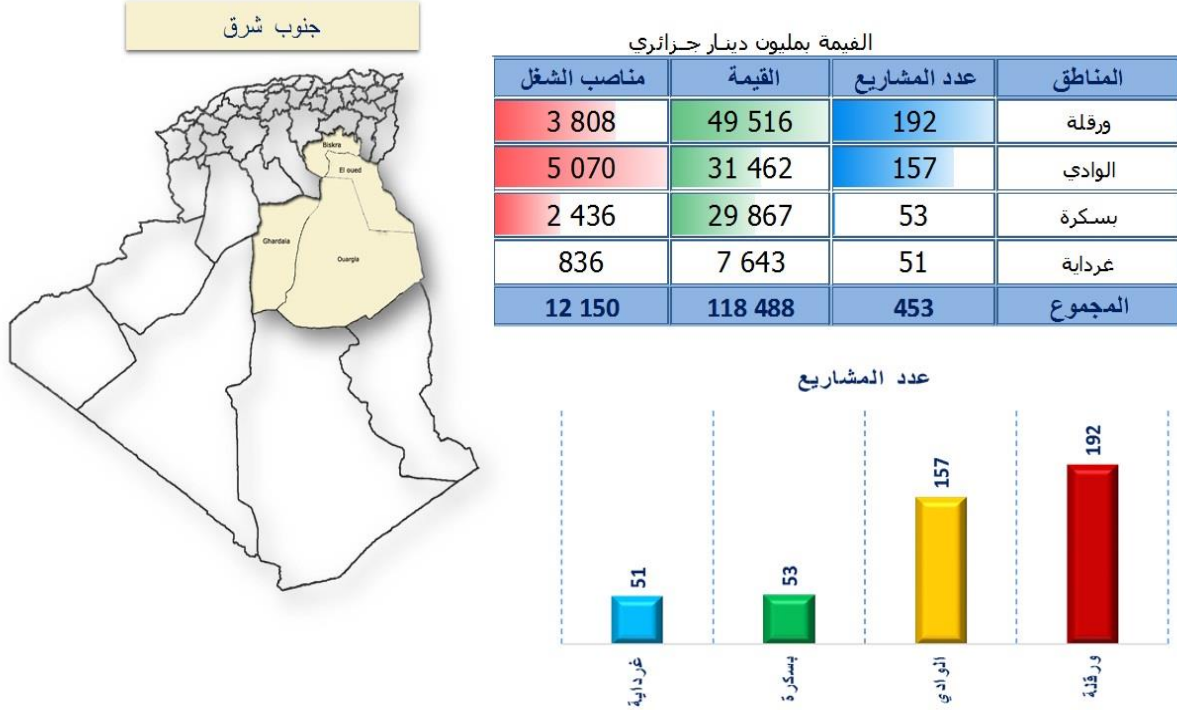 جنوب شرق
Biskra
El oued
Ghardaia
Ouargla
القيمة بمليون دينـار جـزائري
المناطق عدد المشاريع القيمة مناصب الشغل
ورقلة 192 49 516 3 808
الوادي 157 31 462 5 070
بسكرة 53 29 867 2 436
غرداية 51 7 643 836
المجموع 453 118 488 12 150
عدد المشاريع
192
157
53
51
ورقلة
الوادي
بسكرة
غرداية